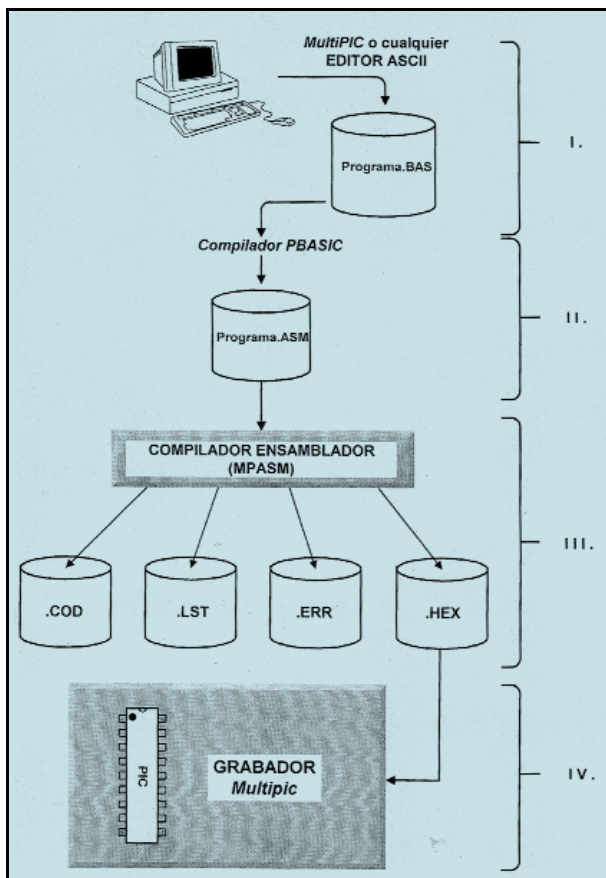 MultiPIC o cualquier
EDITOR ASCII
Programa.BAS
I.
Compilador PBASIC
Programa.ASM
II.
COMPILADOR ENSAMBLADOR
(MPASM)
.COD
.LST
.ERR
.HEX
III.
PIC
GRABADOR
Multipic
IV.